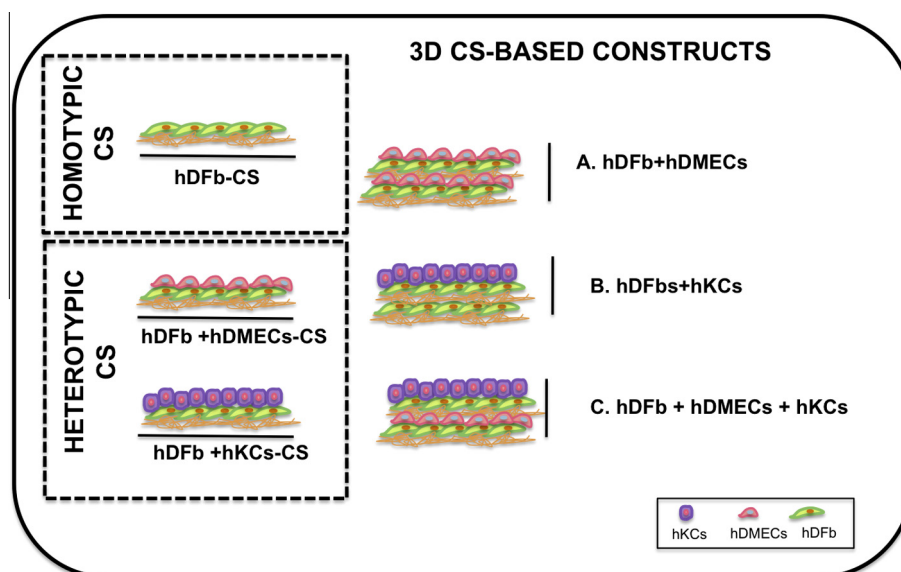 3D CS-BASED CONSTRUCTS
HOMOTYPIC
CS
hDFb-CS
HETEROTYPIC
CS
hDFb +hDMECs-CS
hDFb +hKCs-CS
A. hDFb+hDMECs
B. hDFbs+hKCs
C. hDFb + hDMECs + hKCs
hKCs hDMECs hDFb